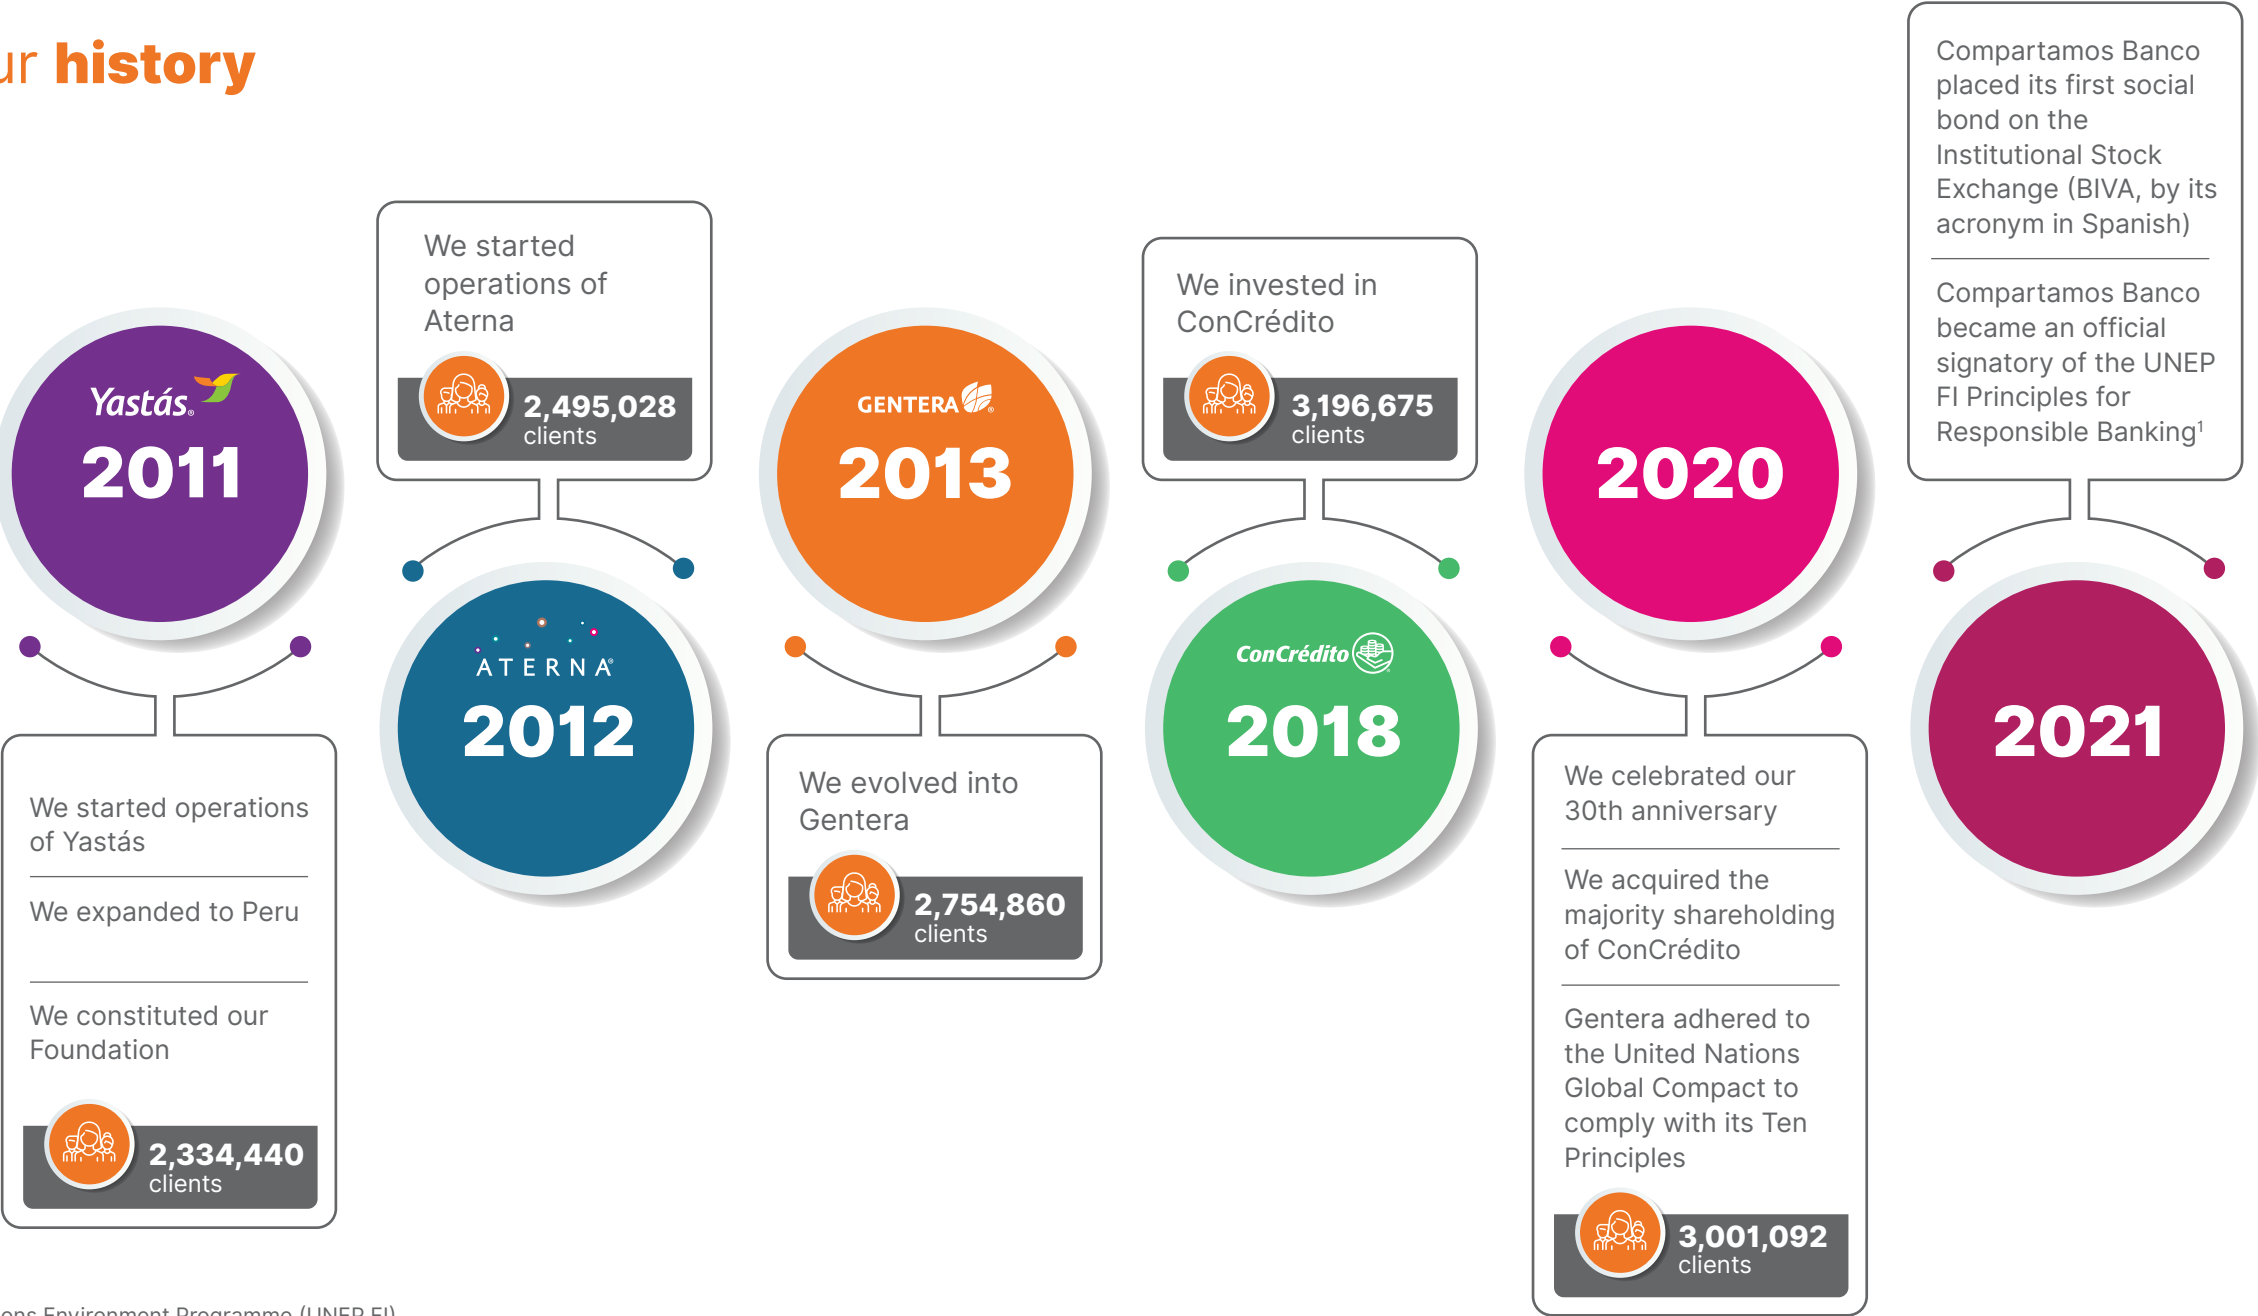 history
Yastás
2011
We started operations
of Yastás
We expanded to Peru
We constituted our
Foundation
2,334,440
clients
We started
operations of
Aterna
2,495,028
clients
ATERNA
2012
GENTERA
2013
We evolved into
Gentera
2,754,860
clients
We invested in
ConCrédito
3,196,675
clients
ConCrédito
2018
2020
We celebrated our
30th anniversary
We acquired the
majority shareholding
of ConCrédito
Gentera adhered to
the United Nations
Global Compact to
comply with its Ten
Principles
3,001,092
clients
Compartamos Banco
placed its first social
bond on the
Institutional Stock
Exchange (BIVA, by its
acronym in Spanish)
Compartamos Banco
became an official
signatory of the UNEP
FI Principles for
Responsible Banking¹
2021
Environment Programme (UNEP FI)